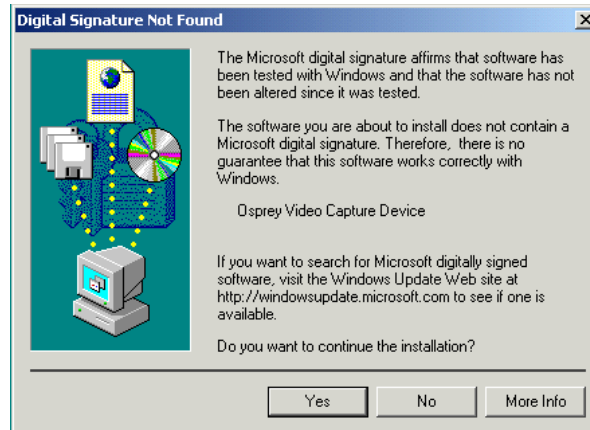 Digital Signature Not Found
The Microsoft digital signature affirms that software has
been tested with Windows and that the software has not
been altered since it was tested.
The software you are about to install does not contain a
Microsoft digital signature. Therefore, there is no
guarantee that this software works correctly with
Windows.
Osprey Video Capture Device
If you want to search for Microsoft digitally signed
software, visit the Windows Update Web site at
http://windowsupdate.microsoft.com to see if one is
available.
Do you want to continue the installation?
Yes No More Info